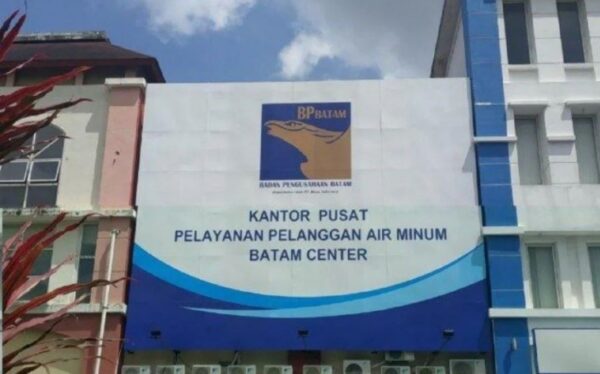 BP BATAM
BADAN PENGUSAHAAN BATAM
KANTOR PUSAT
PELAYANAN PELANGGAN AIR MINUM
BATAM CENTER